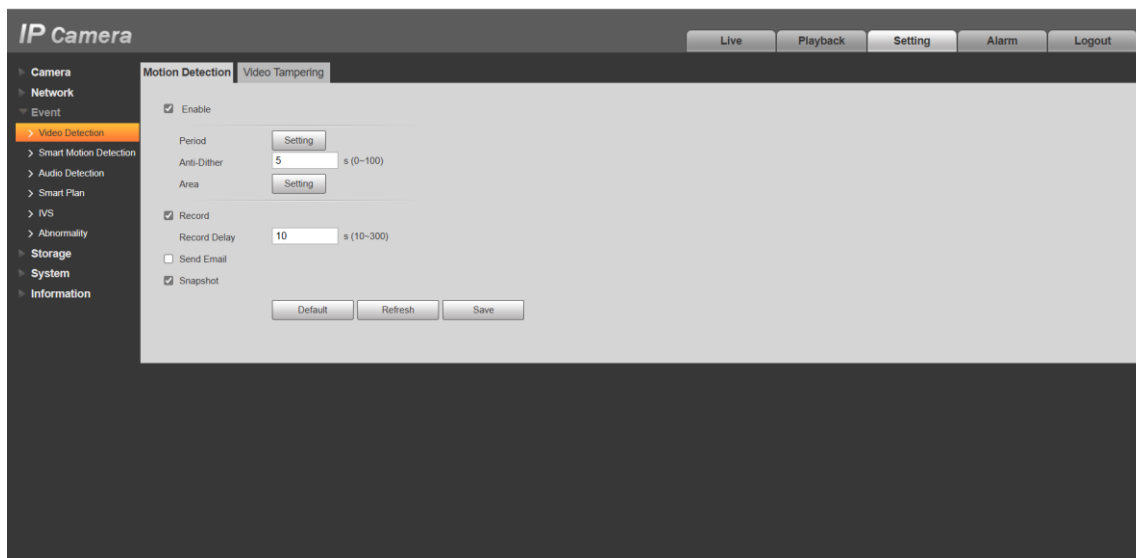 IP Camera
Live Playback Setting Alarm Logout
Camera
Network
Event
Video Detection
Smart Motion Detection
Audio Detection
Smart Plan
IVS
Abnormality
Storage
System
Information
Motion Detection Video Tampering
Enable
Period Setting
Anti-Dither 5 s (0~100)
Area Setting
Record
Record Delay 10 s (10~300)
Send Email
Snapshot
Default Refresh Save